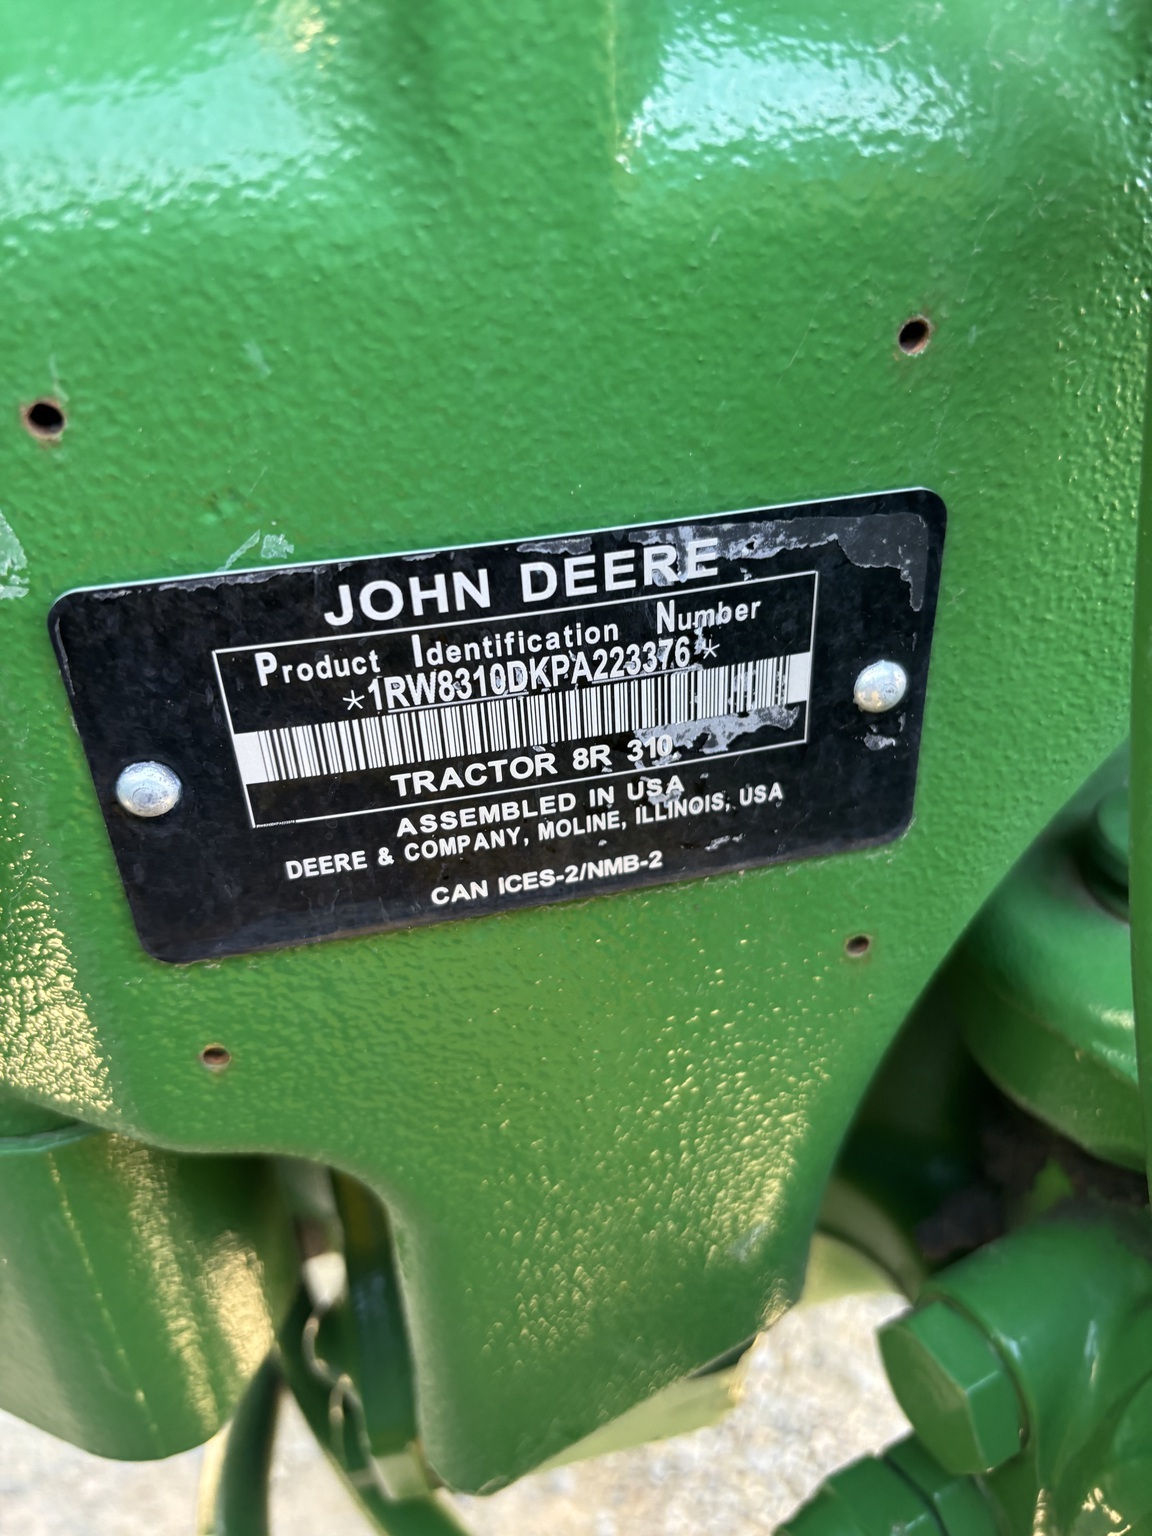 JOHN DEERE
Product Identification Number
*1RW8310DKPA223376*
TRACTOR 8R 310
ASSEMBLED IN USA
DEERE & COMPANY, MOLINE, ILLINOIS, USA
CAN ICES-2/NMB-2